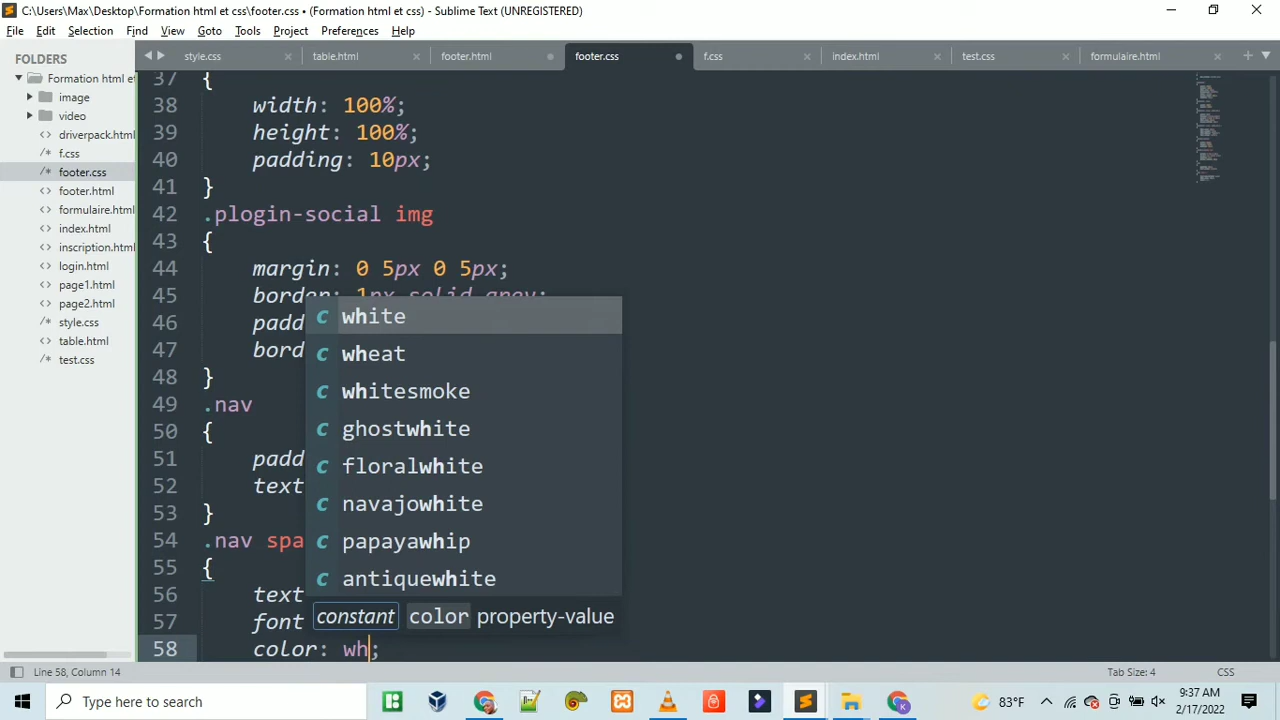 C:\Users\Max\Desktop\Formation html et css\footer.css • (Formation html et css) - Sublime Text (UNREGISTERED)
File Edit Selection Find View Goto Tools Project Preferences Help
FOLDERS
Formation html et
image
video
driverpack.html
f.css
footer.css
footer.html
formulaire.html
index.html
inscription.html
login.html
page1.html
page2.html
style.css
table.html
test.css
style.css table.html footer.html footer.css f.css index.html test.css formulaire.html
37 {
38 width: 100%;
39 height: 100%;
40 padding: 10px;
41 }
42 .plogin-social img
43 {
44 margin: 0 5px 0 5px;
45 border: 1px solid grey;
46 padd
47 bord
48 }
49 .nav
50 {
51 padd
52 text
53 }
54 .nav spa
55 {
56 text
57 font
58 color: wh;
white
wheat
whitesmoke
ghostwhite
floralwhite
navajowhite
papayawhip
antiquewhite
constant color property-value
Line 58, Column 14
Tab Size: 4
CSS
Type here to search
83°F
9:37 AM
2/17/2022